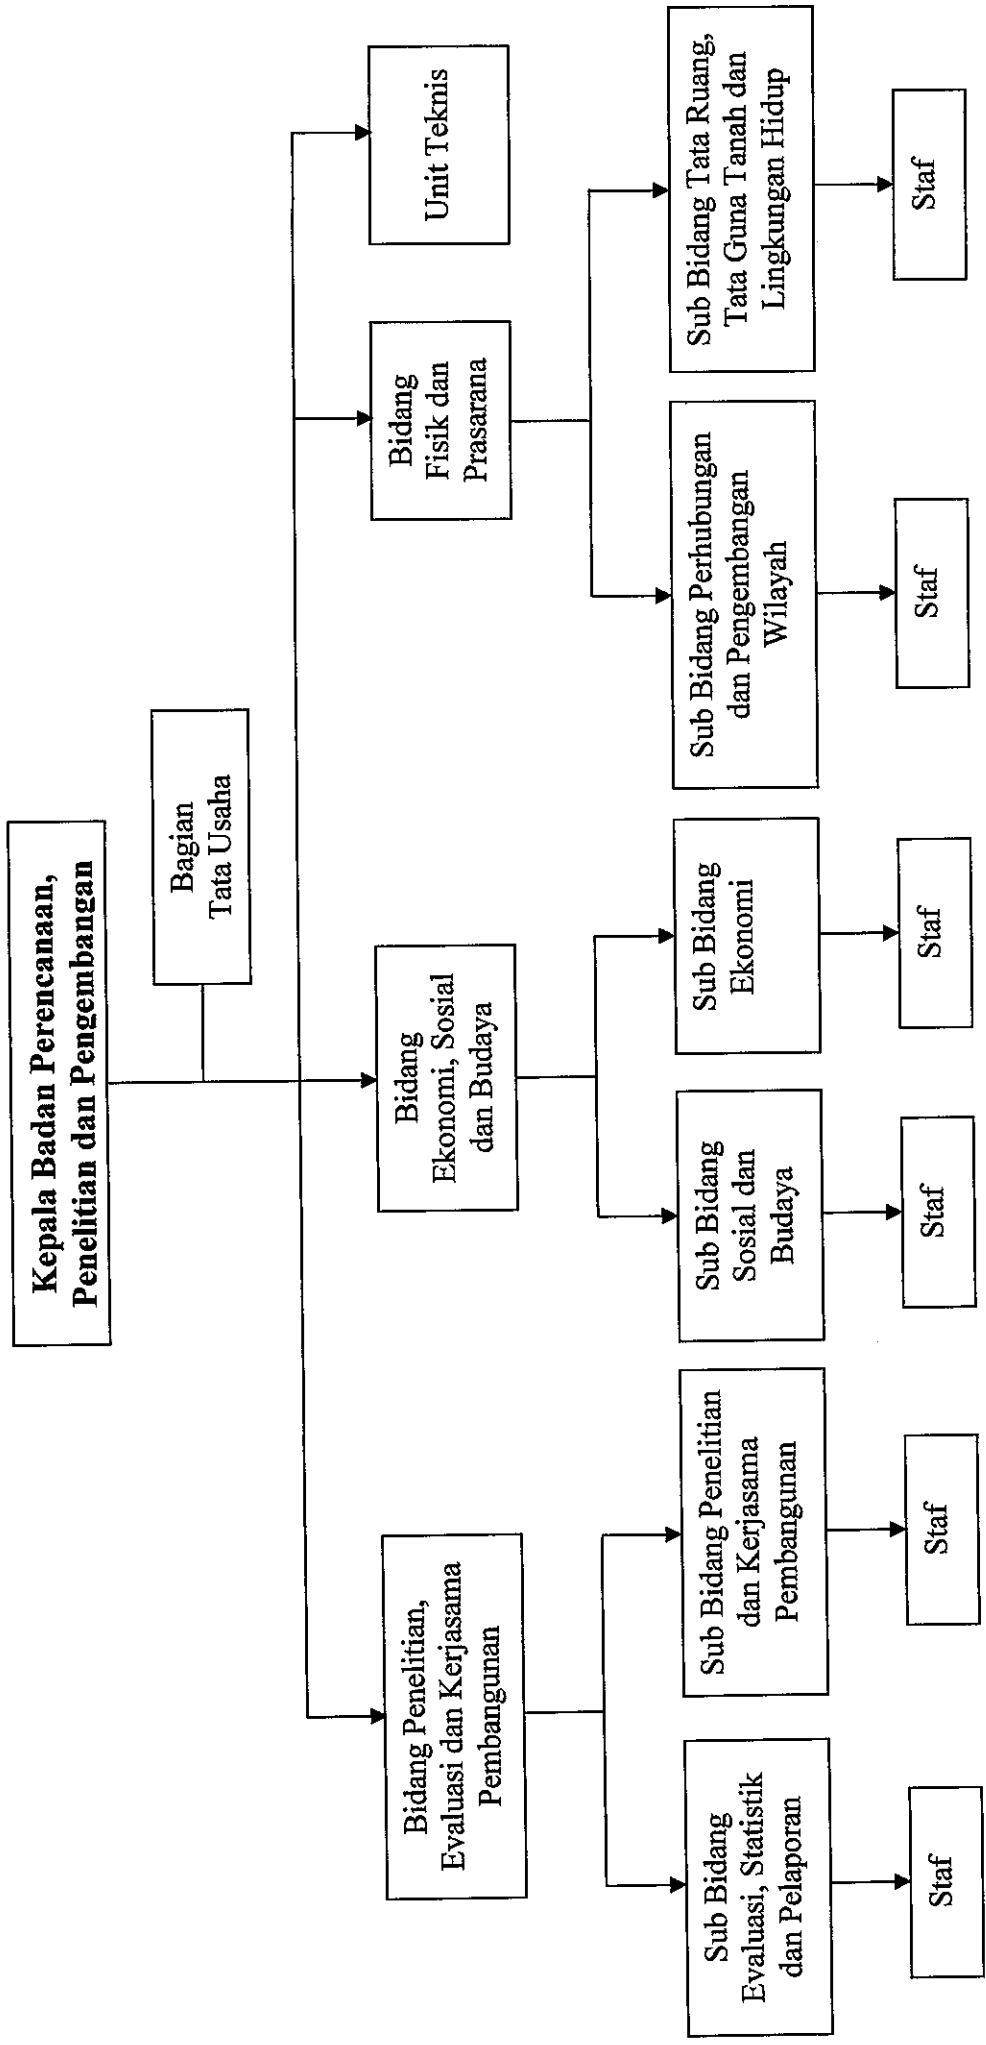 Kepala Badan Perencanaan,
Penelitian dan Pengembangan
Bagian
Tata Usaha
Bidang Penelitian,
Evaluasi dan Kerjasama
Pembangunan
Bidang
Ekonomi, Sosial
dan Budaya
Bidang
Fisik dan
Prasarana
Unit Teknis
Sub Bidang
Evaluasi, Statistik
dan Pelaporan
Sub Bidang Penelitian
dan Kerjasama
Pembangunan
Sub Bidang
Sosial dan
Budaya
Sub Bidang
Ekonomi
Sub Bidang Perhubungan
dan Pengembangan
Wilayah
Sub Bidang Tata Ruang,
Tata Guna Tanah dan
Lingkungan Hidup
Staf
Staf
Staf
Staf
Staf
Staf